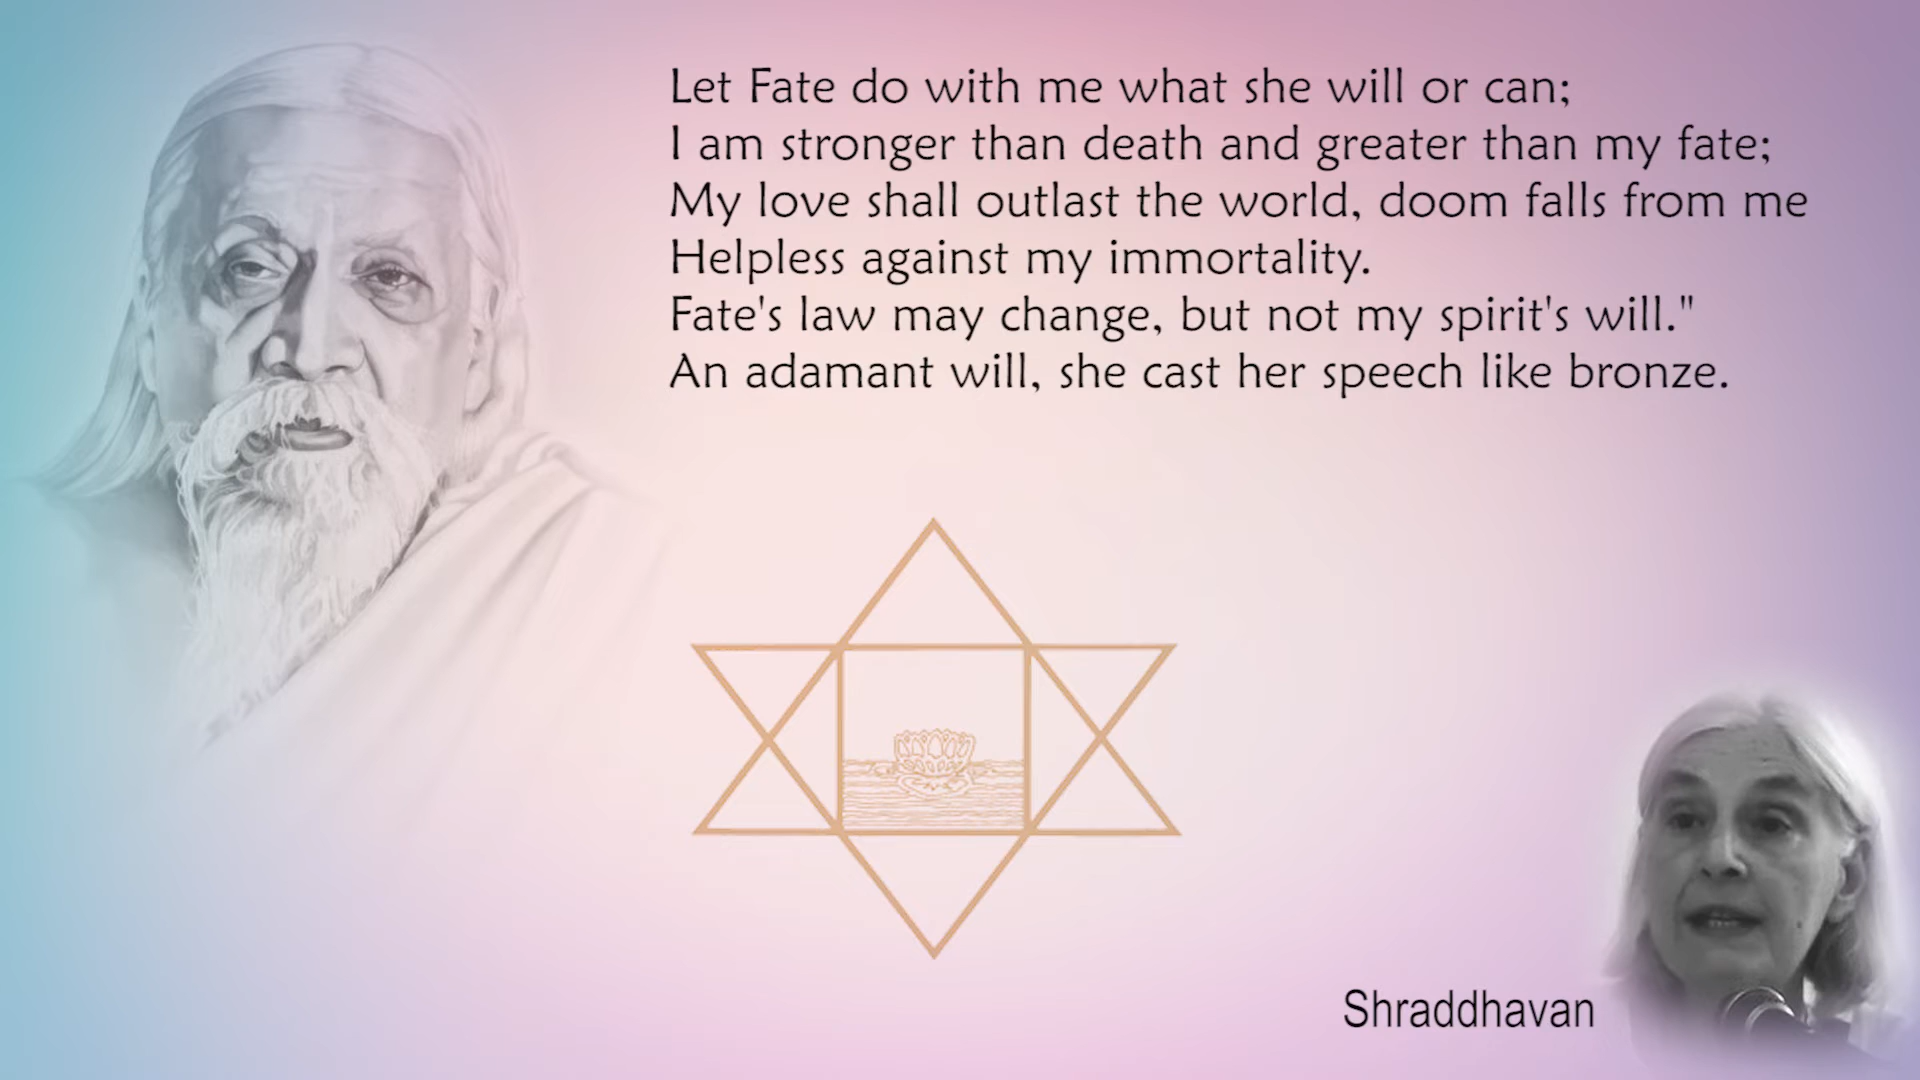 Let Fate do with me what she will or can;
I am stronger than death and greater than my fate;
My love shall outlast the world, doom falls from me
Helpless against my immortality.
Fate's law may change, but not my spirit's will."
An adamant will, she cast her speech like bronze.
Shraddhavan